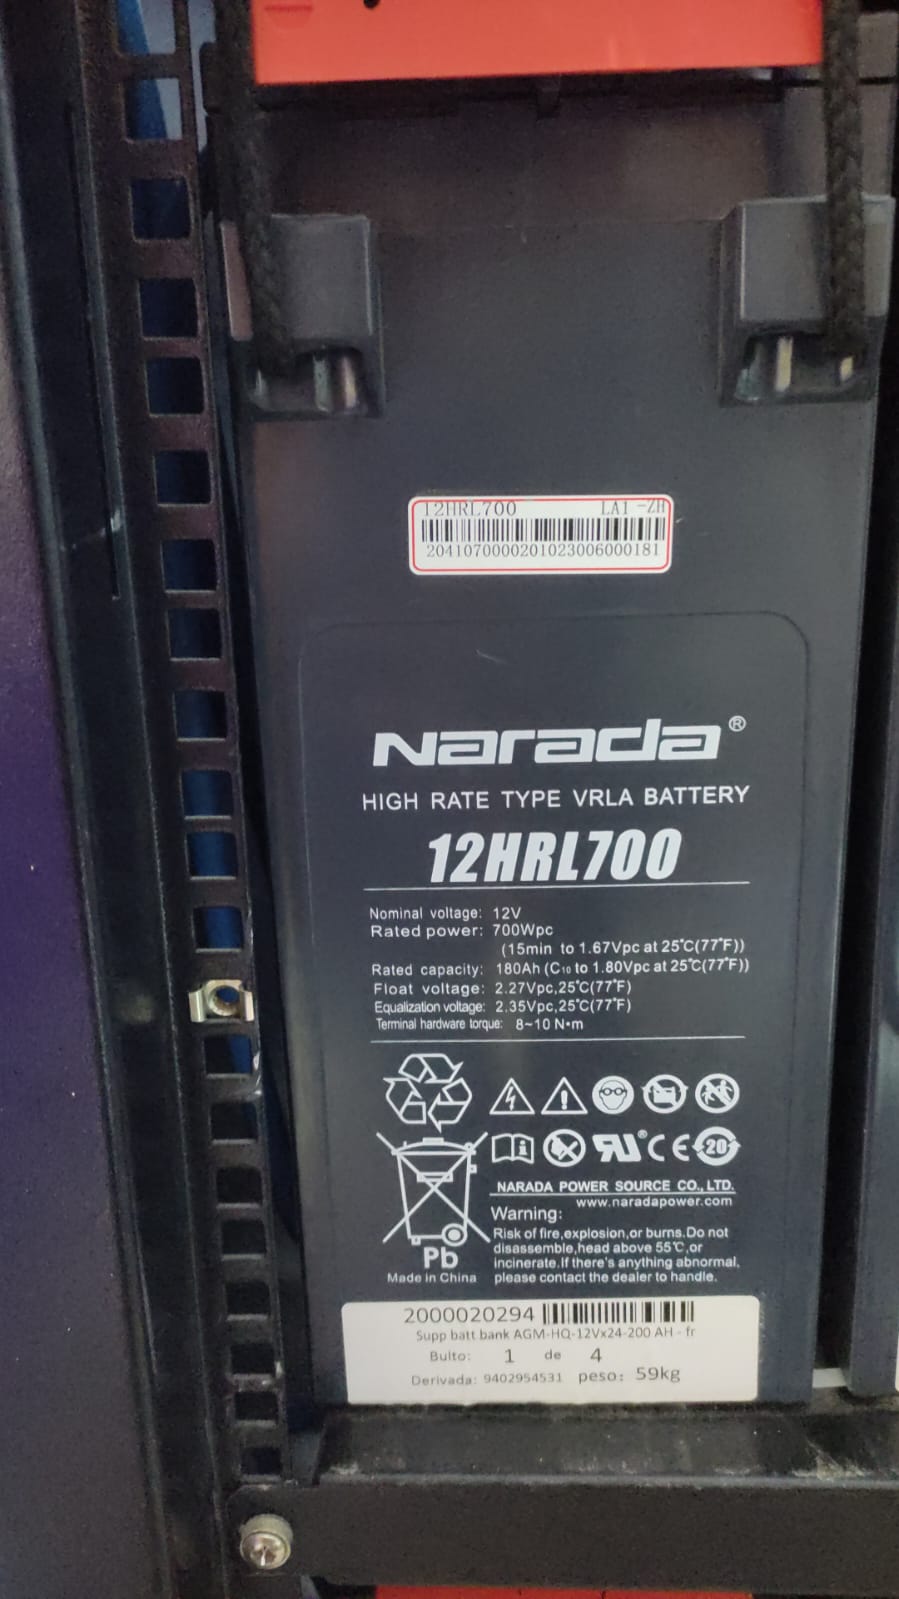 12HRL700 LA1 -ZH
2041070000201023006000181
Narada®
HIGH RATE TYPE VRLA BATTERY
12HRL700
Nominal voltage: 12V
Rated power: 700Wpc
(15min to 1.67Vpc at 25℃(77℉))
Rated capacity: 180Ah (C₁₀ to 1.80Vpc at 25℃(77℉))
Float voltage: 2.27Vpc,25℃(77℉)
Equalization voltage: 2.35Vpc,25℃(77℉)
Terminal hardware torque: 8~10 N•m
CE 20
NARADA POWER SOURCE CO., LTD.
www.naradapower.com
Warning:
Risk of fire,explosion,or burns.Do not
disassemble,head above 55℃,or
incinerate.If there's anything abnormal,
please contact the dealer to handle.
Pb
Made in China
2000020294
Supp batt bank AGM-HQ-12Vx24-200 AH - fr
Bulto: 1 de 4
Derivada: 9402954531 peso: 59kg